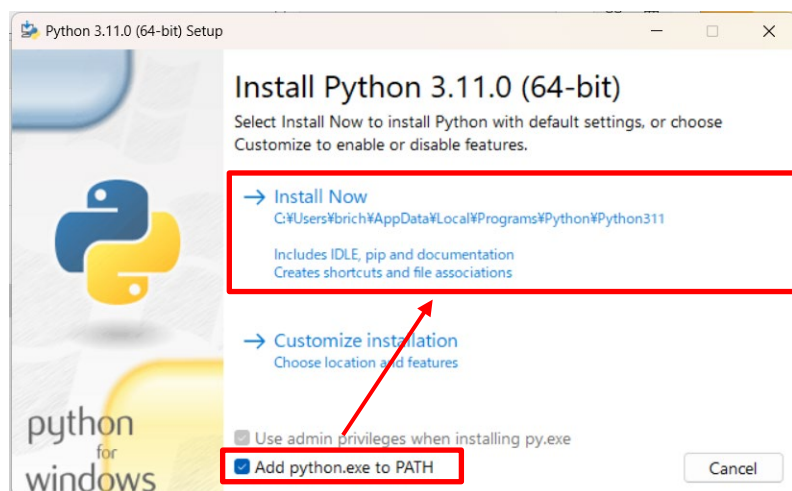 Python 3.11.0 (64-bit) Setup
Install Python 3.11.0 (64-bit)
Select Install Now to install Python with default settings, or choose
Customize to enable or disable features.
→ Install Now
C:¥Users¥brich¥AppData¥Local¥Programs¥Python¥Python311
Includes IDLE, pip and documentation
Creates shortcuts and file associations
→ Customize installation
Choose location and features
python
for
windows
Use admin privileges when installing py.exe
Add python.exe to PATH
Cancel